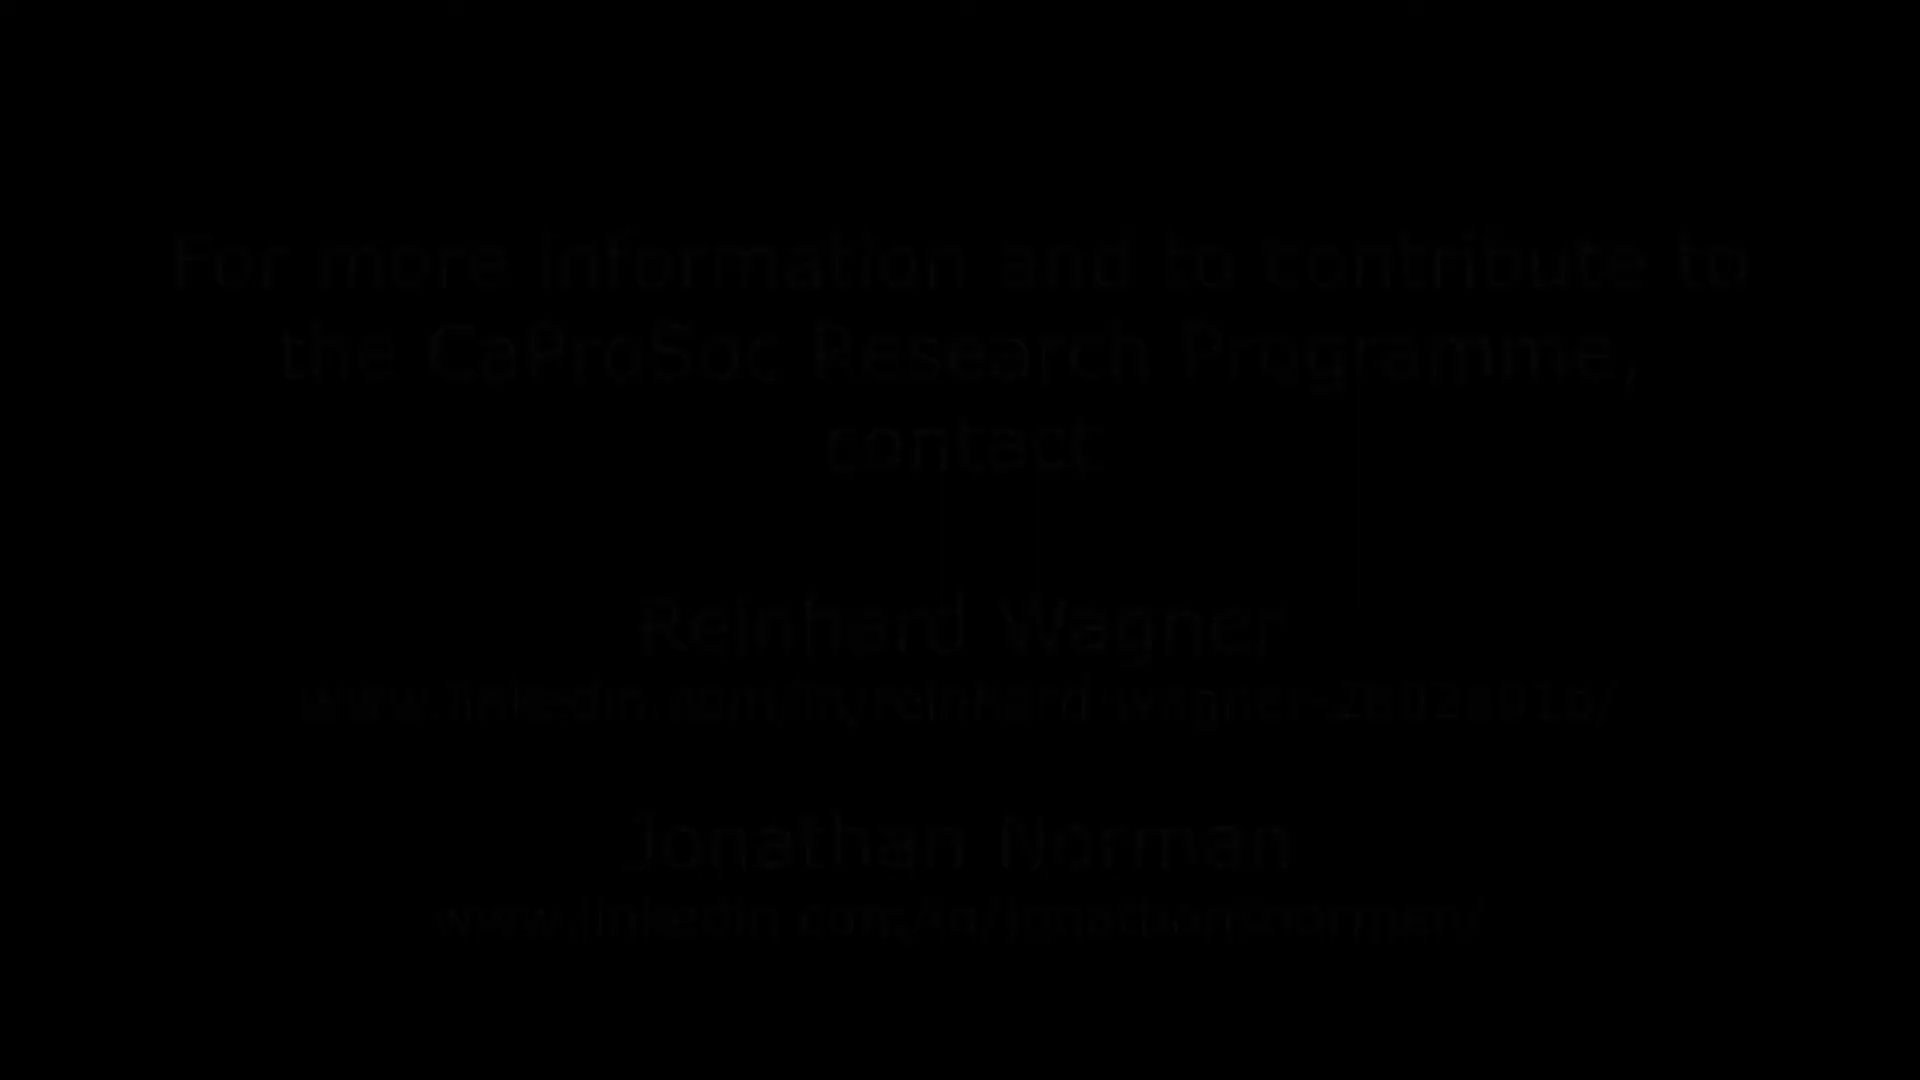 For more information and to contribute to
the CaProSoc Research Programme,
contact
Reinhard Wagner
Jonathan Norman